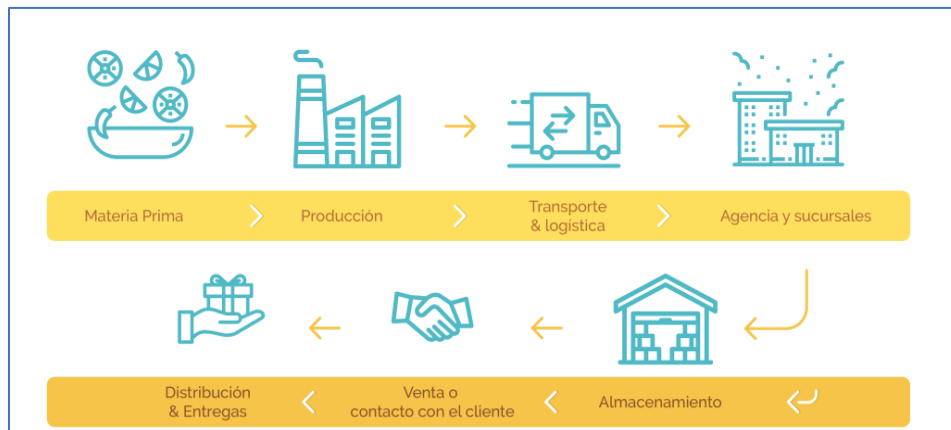 Materia Prima
Producción
Transporte
& logística
Agencia y sucursales
Distribución
& Entregas
Venta o
contacto con el cliente
Almacenamiento